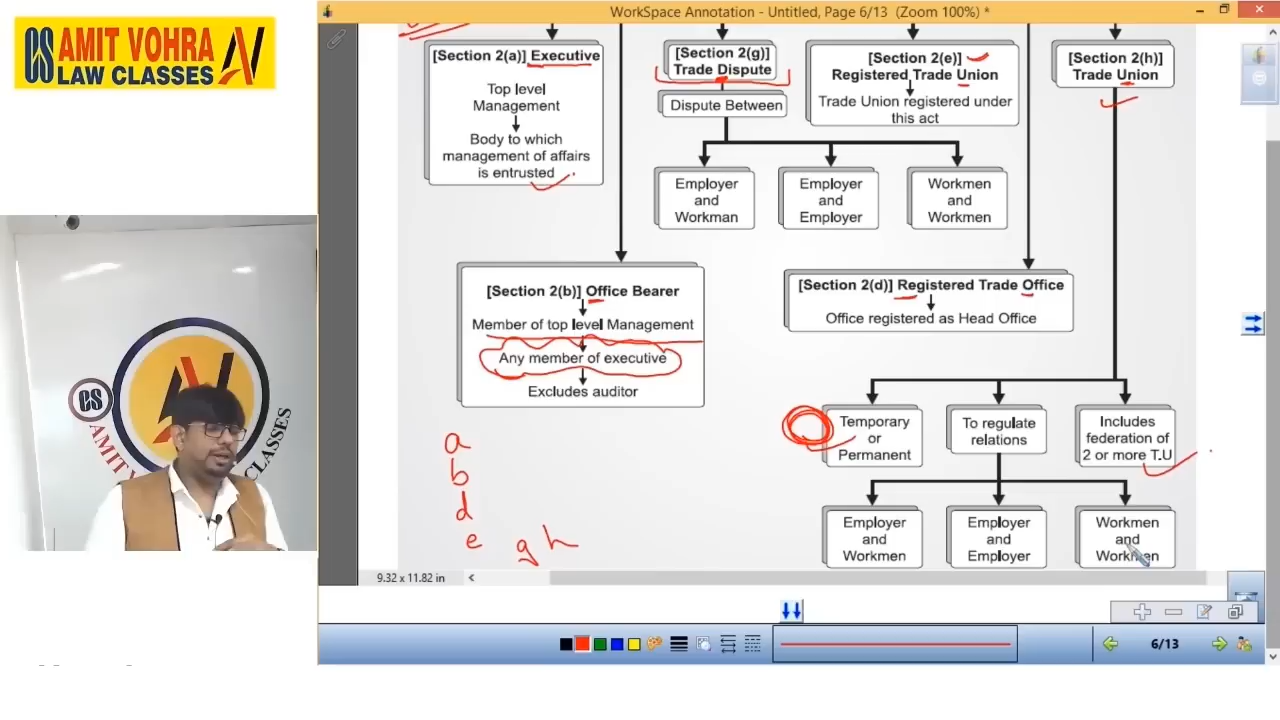 WorkSpace Annotation - Untitled, Page 6/13 (Zoom 100%) *
CS AMIT VOHRA
LAW CLASSES
[Section 2(a)] Executive
Top level
Management
Body to which
management of affairs
is entrusted
[Section 2(g)]
Trade Dispute
Dispute Between
Employer
and
Workman
Employer
and
Employer
Workmen
and
Workmen
[Section 2(e)]
Registered Trade Union
Trade Union registered under
this act
[Section 2(h)]
Trade Union
[Section 2(b)] Office Bearer
Member of top level Management
Any member of executive
Excludes auditor
[Section 2(d)] Registered Trade Office
Office registered as Head Office
Temporary
or
Permanent
To regulate
relations
Includes
federation of
2 or more T.U
Employer
and
Workmen
Employer
and
Employer
Workmen
and
Workmen
a
b
d
e
g h
CS
CLASSES
9.32 x 11.82 in
6/13